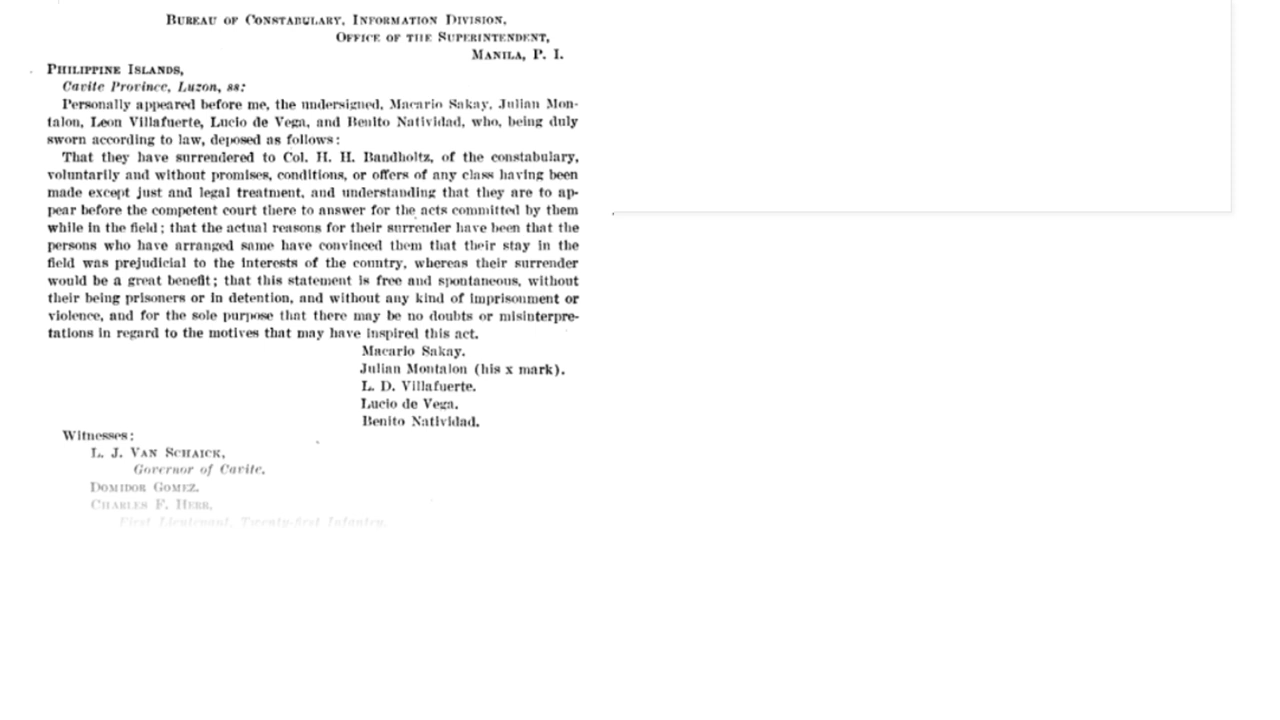 BUREAU OF CONSTABULARY, INFORMATION DIVISION,
OFFICE OF THE SUPERINTENDENT,
MANILA, P. I.
PHILIPPINE ISLANDS,
Cavite Province, Luzon, ss:
Personally appeared before me, the undersigned, Macario Sakay, Julian Mon-
talon, Leon Villafuerte, Lucio de Vega, and Benito Natividad, who, being duly
sworn according to law, deposed as follows:
That they have surrendered to Col. H. H. Bandholtz, of the constabulary,
voluntarily and without promises, conditions, or offers of any class having been
made except just and legal treatment, and understanding that they are to ap-
pear before the competent court there to answer for the acts committed by them
while in the field; that the actual reasons for their surrender have been that the
persons who have arranged same have convinced them that their stay in the
field was prejudicial to the interests of the country, whereas their surrender
would be a great benefit; that this statement is free and spontaneous, without
their being prisoners or in detention, and without any kind of imprisonment or
violence, and for the sole purpose that there may be no doubts or misinterpre-
tations in regard to the motives that may have inspired this act.
Macario Sakay.
Julian Montalon (his x mark).
L. D. Villafuerte.
Lucio de Vega.
Benito Natividad.
Witnesses:
L. J. VAN SCHAICK,
Governor of Cavite.
DOMIDOR GOMEZ.
CHARLES F. HERR,
First Lieutenant, Twenty-first Infantry.